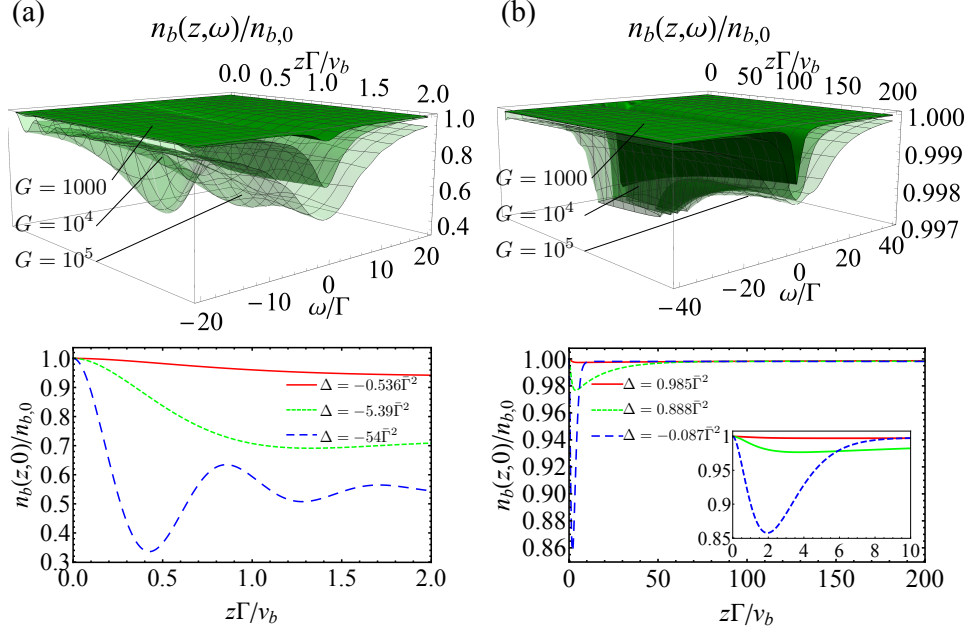 (a)
n_b(z,ω)/n_{b,0}
zΓ/v_b
0.0 0.5 1.0 1.5 2.0
1.0
0.8
0.6
0.4
G = 1000
G = 10^4
G = 10^5
−20 −10 0 10 20
ω/Γ
(b)
n_b(z,ω)/n_{b,0}
zΓ/v_b
0 50 100 150 200
1.000
0.999
0.998
0.997
G = 1000
G = 10^4
G = 10^5
−40 −20 0 20 40
ω/Γ
n_b(z,0)/n_{b,0}
1.0
0.9
0.8
0.7
0.6
0.5
0.4
0.3
Δ = −0.536Γ̄²
Δ = −5.39Γ̄²
Δ = −54Γ̄²
0.0 0.5 1.0 1.5 2.0
zΓ/v_b
n_b(z,0)/n_{b,0}
1.00
0.98
0.96
0.94
0.92
0.90
0.88
0.86
Δ = 0.985Γ̄²
Δ = 0.888Γ̄²
Δ = −0.087Γ̄²
1
0.95
0.9
0.85
0 2 4 6 8 10
0 50 100 150 200
zΓ/v_b